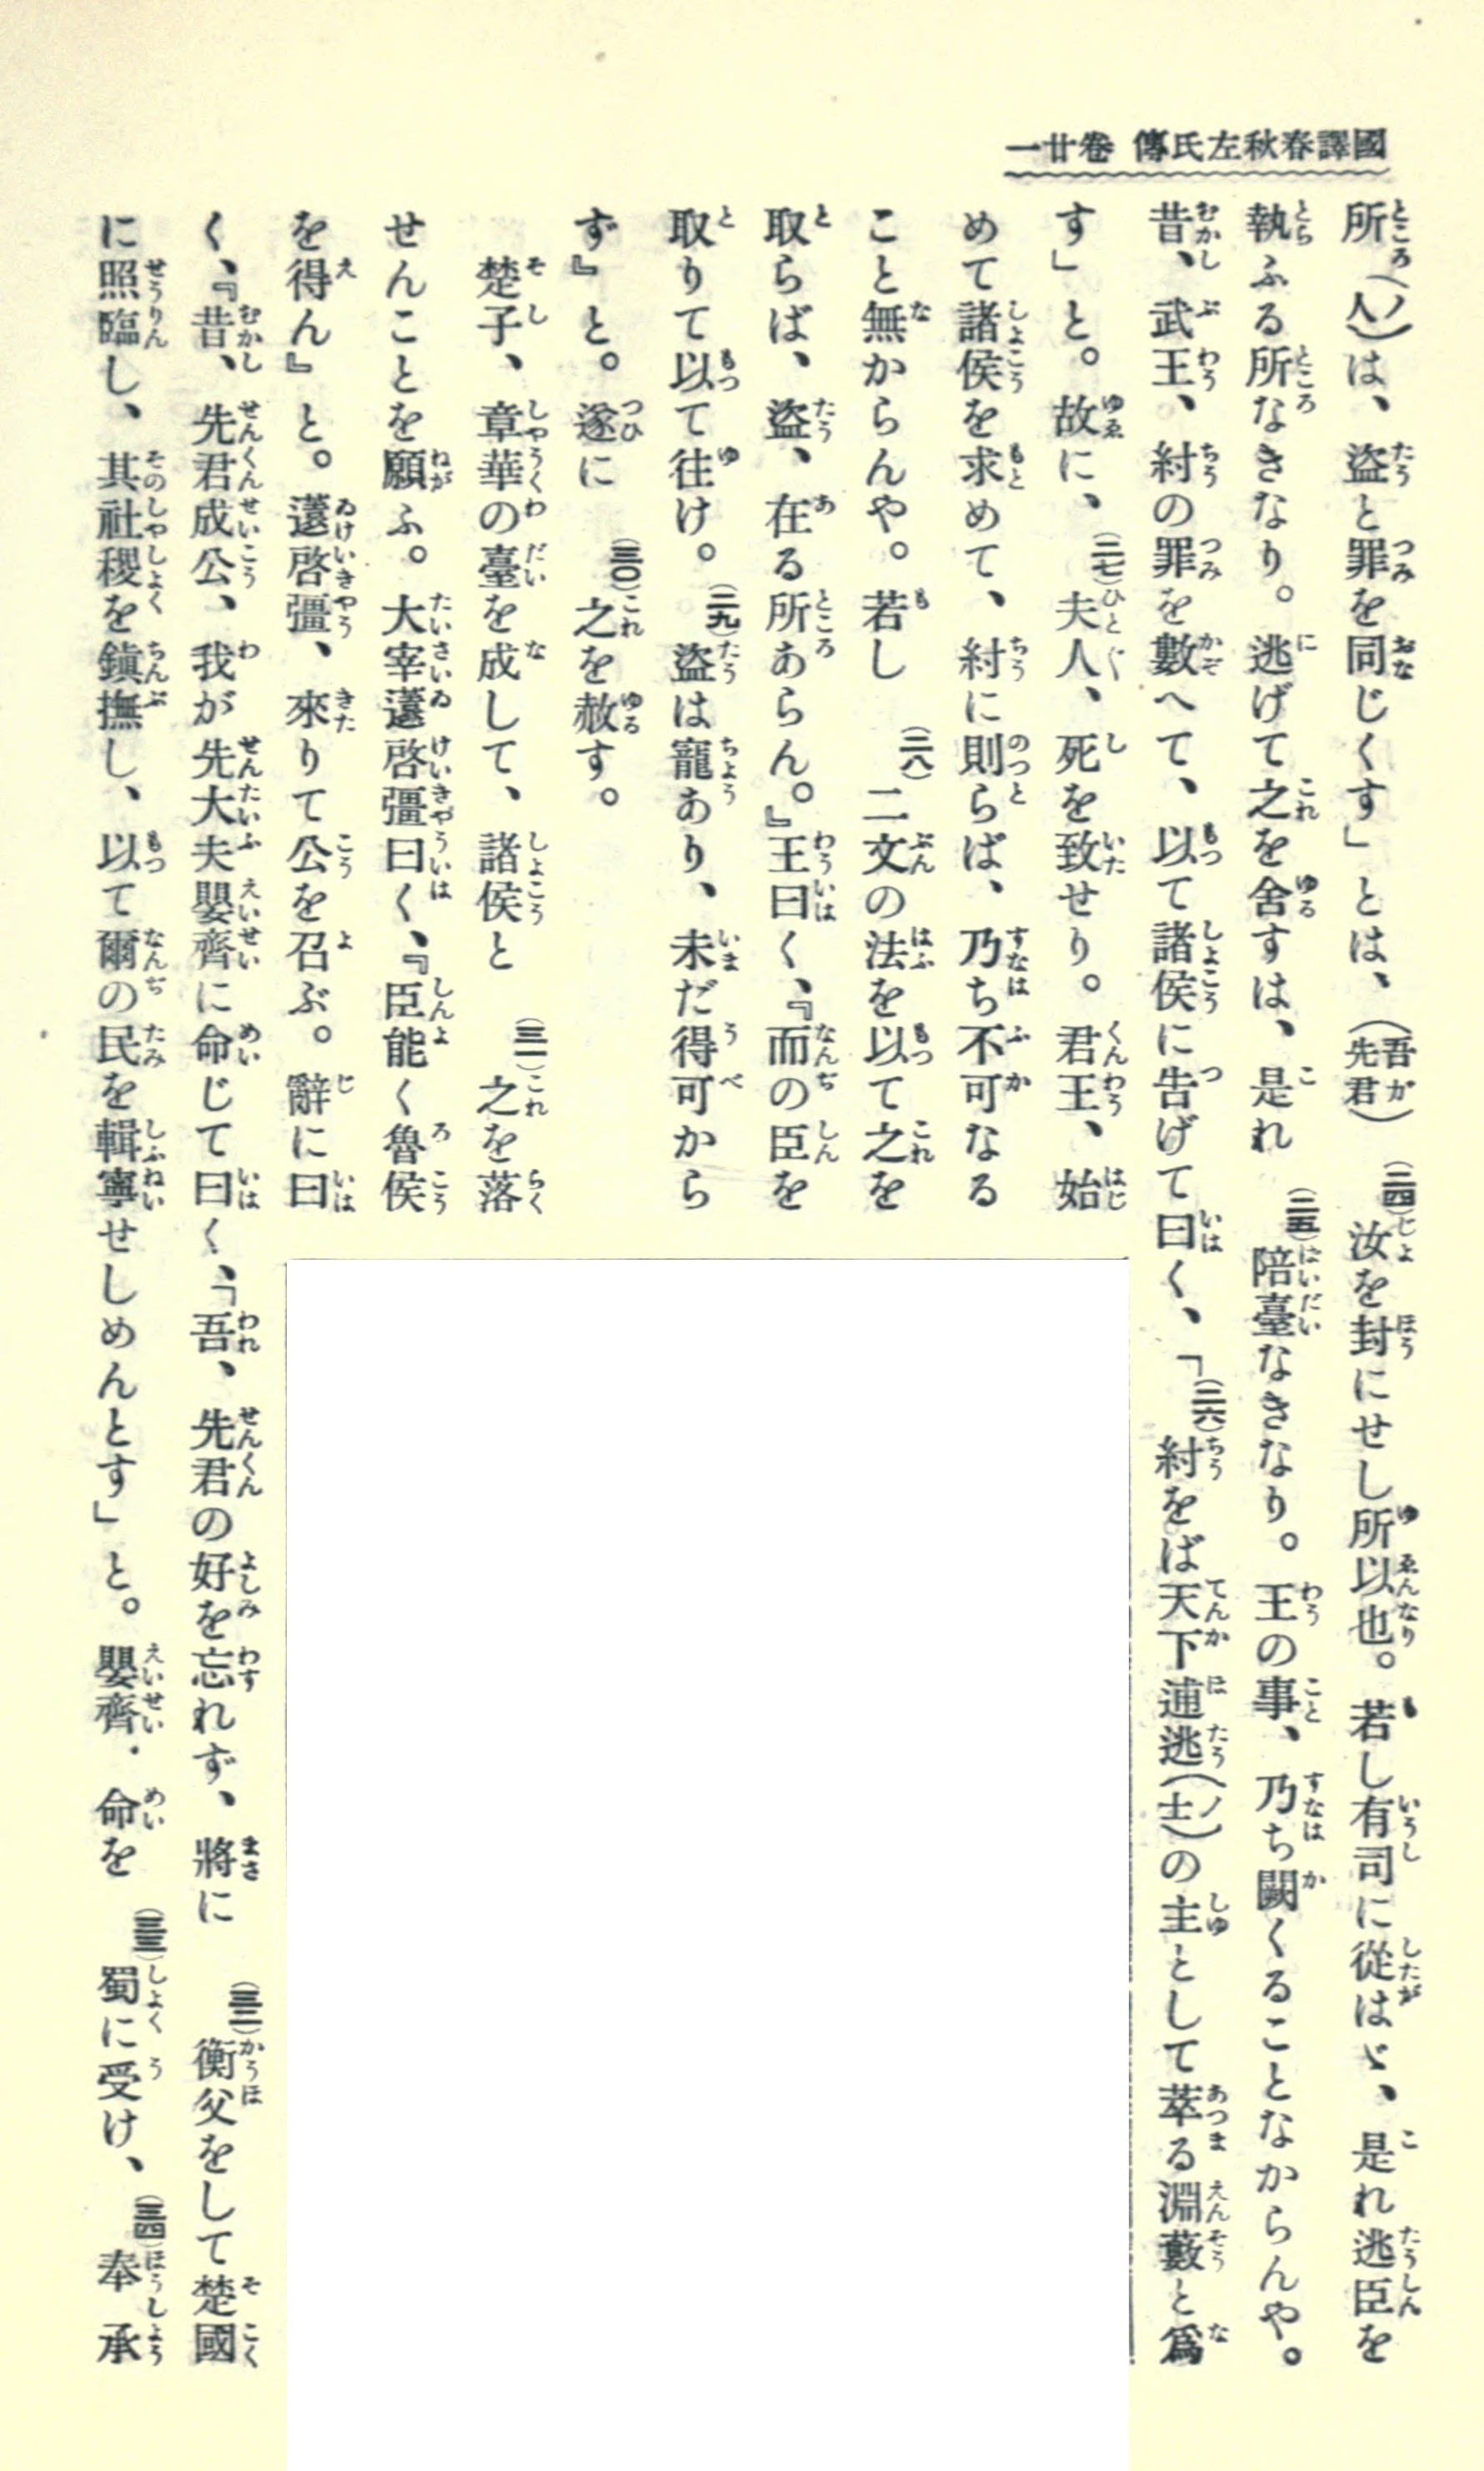 國譯春秋左氏傳 卷廿一
所(人ノ)は、盜と罪を同じくす」とは、(吾ガ先君)(二四)汝を封にせし所以也。若し有司に從はゞ、是れ逃臣を
執ふる所なきなり。逃げて之を舍すは、是れ(二五)陪臺なきなり。王の事、乃ち闕くることなからんや。
昔、武王、紂の罪を數へて、以て諸侯に告げて曰く、「(二六)紂をば天下逋逃(士ノ)の主として萃る淵藪と爲
す」と。故に、(二七)夫人、死を致せり。君王、始
めて諸侯を求めて、紂に則らば、乃ち不可なる
こと無からんや。若し(二八)二文の法を以て之を
取らば、盜、在る所あらん。』王曰く、『而の臣を
取りて以て往け。(二九)盜は寵あり、未だ得可から
ず』と。遂に(三〇)之を赦す。
楚子、章華の臺を成して、諸侯と(三一)之を落
せんことを願ふ。大宰薳啓彊曰く、『臣能く魯侯
を得ん』と。薳啓彊、來りて公を召ぶ。辭に曰
く、『昔、先君成公、我が先大夫嬰齊に命じて曰く、「吾、先君の好を忘れず、將に(三二)衡父をして楚國
に照臨し、其社稷を鎭撫し、以て爾の民を輯寧せしめんとす」と。嬰齊・命を(三三)蜀に受け、(三四)奉承